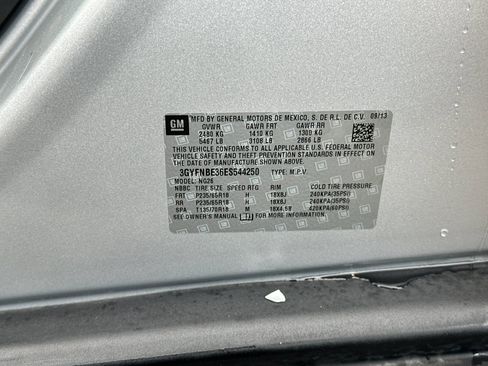 GM
MFD BY GENERAL MOTORS DE MEXICO, S. DE R.L. DE C.V. 09/13
GVWR GAWR FRT GAWR RR
2480 KG 1410 KG 1300 KG
5467 LB 3108 LB 2866 LB
THIS VEHICLE CONFORMS TO ALL APPLICABLE U.S. FEDERAL MOTOR
VEHICLE SAFETY AND THEFT PREVENTION STANDARDS IN EFFECT ON
THE DATE OF MANUFACTURE SHOWN ABOVE.
3GYFNBE36ES544250 TYPE: M.P.V.
MODEL: NG26
TIRE SIZE SPEED RTG RIM COLD TIRE PRESSURE
FRT P235/65R18 H 18X8J 240KPA(35PSI)
RR P235/65R18 H 18X8J 240KPA(35PSI)
SPA T135/70R18 M 18X4.5B 420KPA(60PSI)
SEE OWNER'S MANUAL FOR MORE INFORMATION.